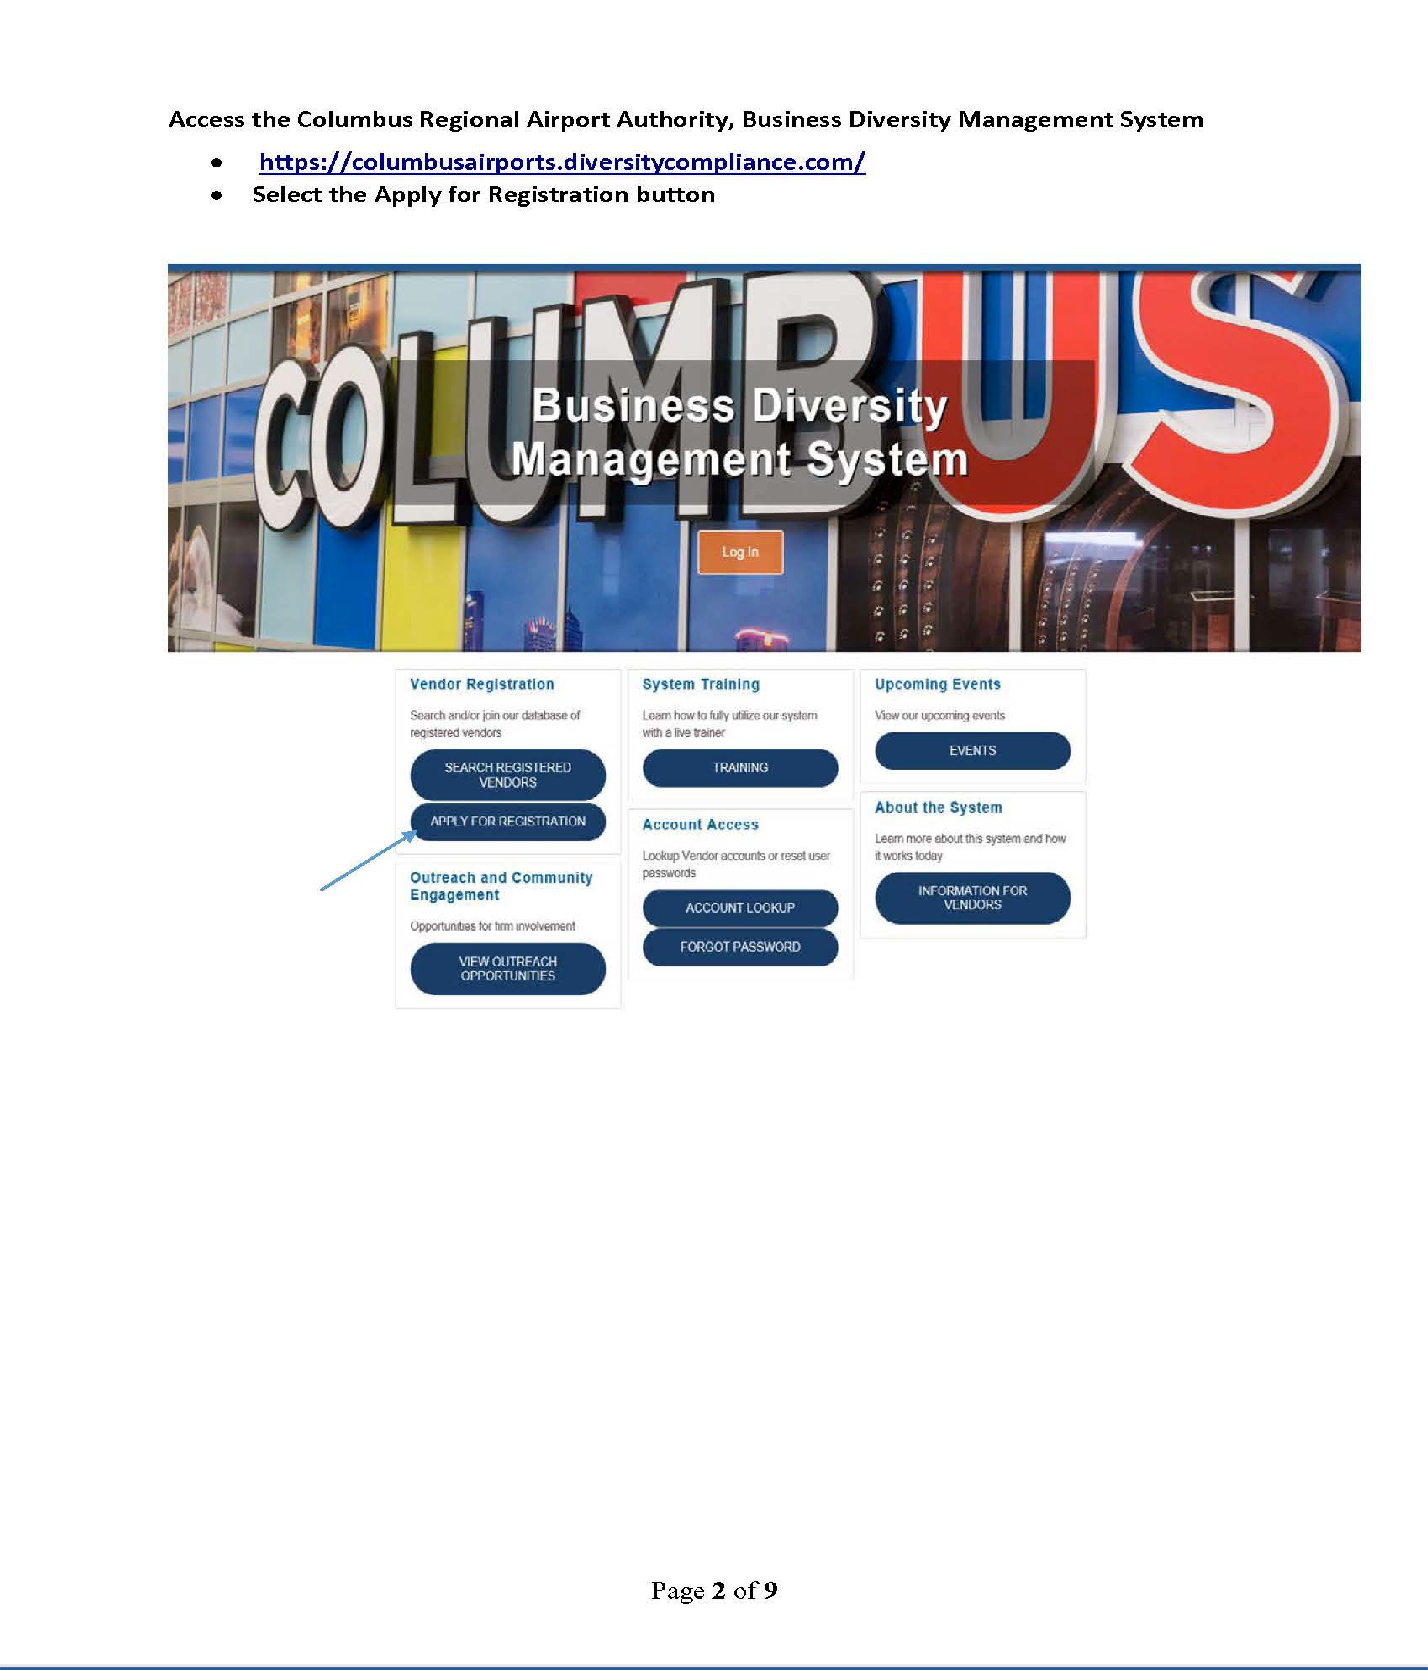 Access the Columbus Regional Airport Authority, Business Diversity Management System
• https://columbusairports.diversitycompliance.com/
• Select the Apply for Registration button
COLUMBUS
Business Diversity
Management System
Log In
Vendor Registration
Search and/or join our database of
registered vendors
SEARCH REGISTERED
VENDORS
APPLY FOR REGISTRATION
Outreach and Community
Engagement
Opportunities for firm involvement
VIEW OUTREACH
OPPORTUNITIES
System Training
Learn how to fully utilize our system
with a live trainer
TRAINING
Account Access
Lookup Vendor accounts or reset user
passwords
ACCOUNT LOOKUP
FORGOT PASSWORD
Upcoming Events
View our upcoming events
EVENTS
About the System
Learn more about this system and how
it works today
INFORMATION FOR
VENDORS
Page 2 of 9